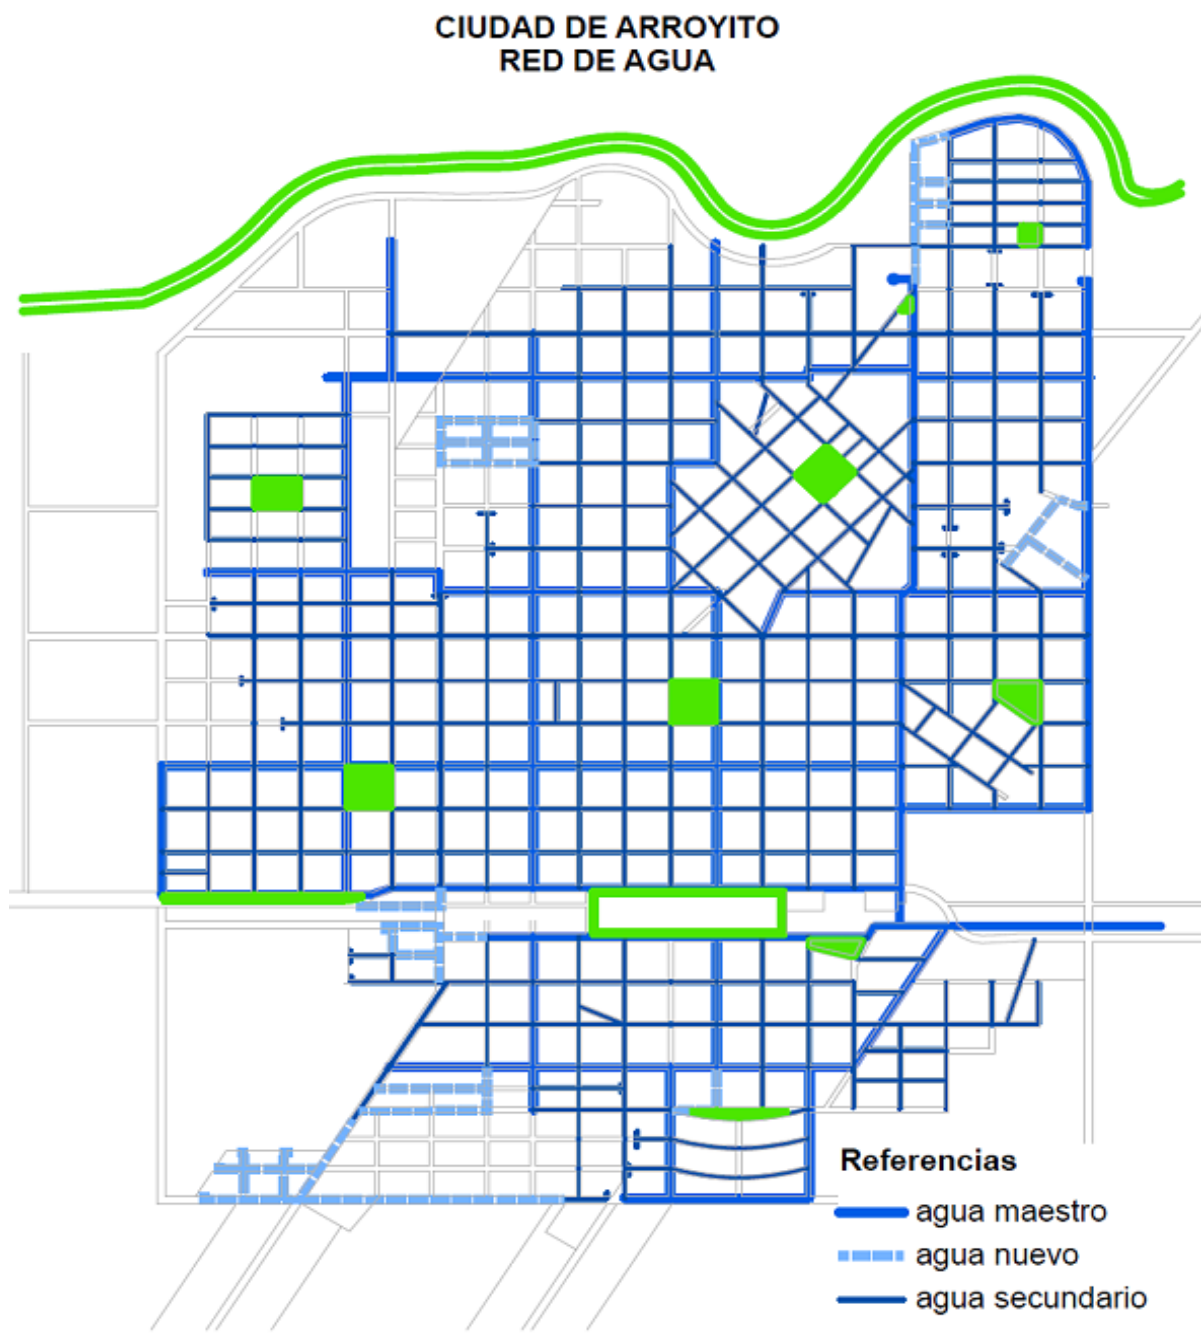 CIUDAD DE ARROYITO
RED DE AGUA
Referencias
agua maestro
agua nuevo
agua secundario